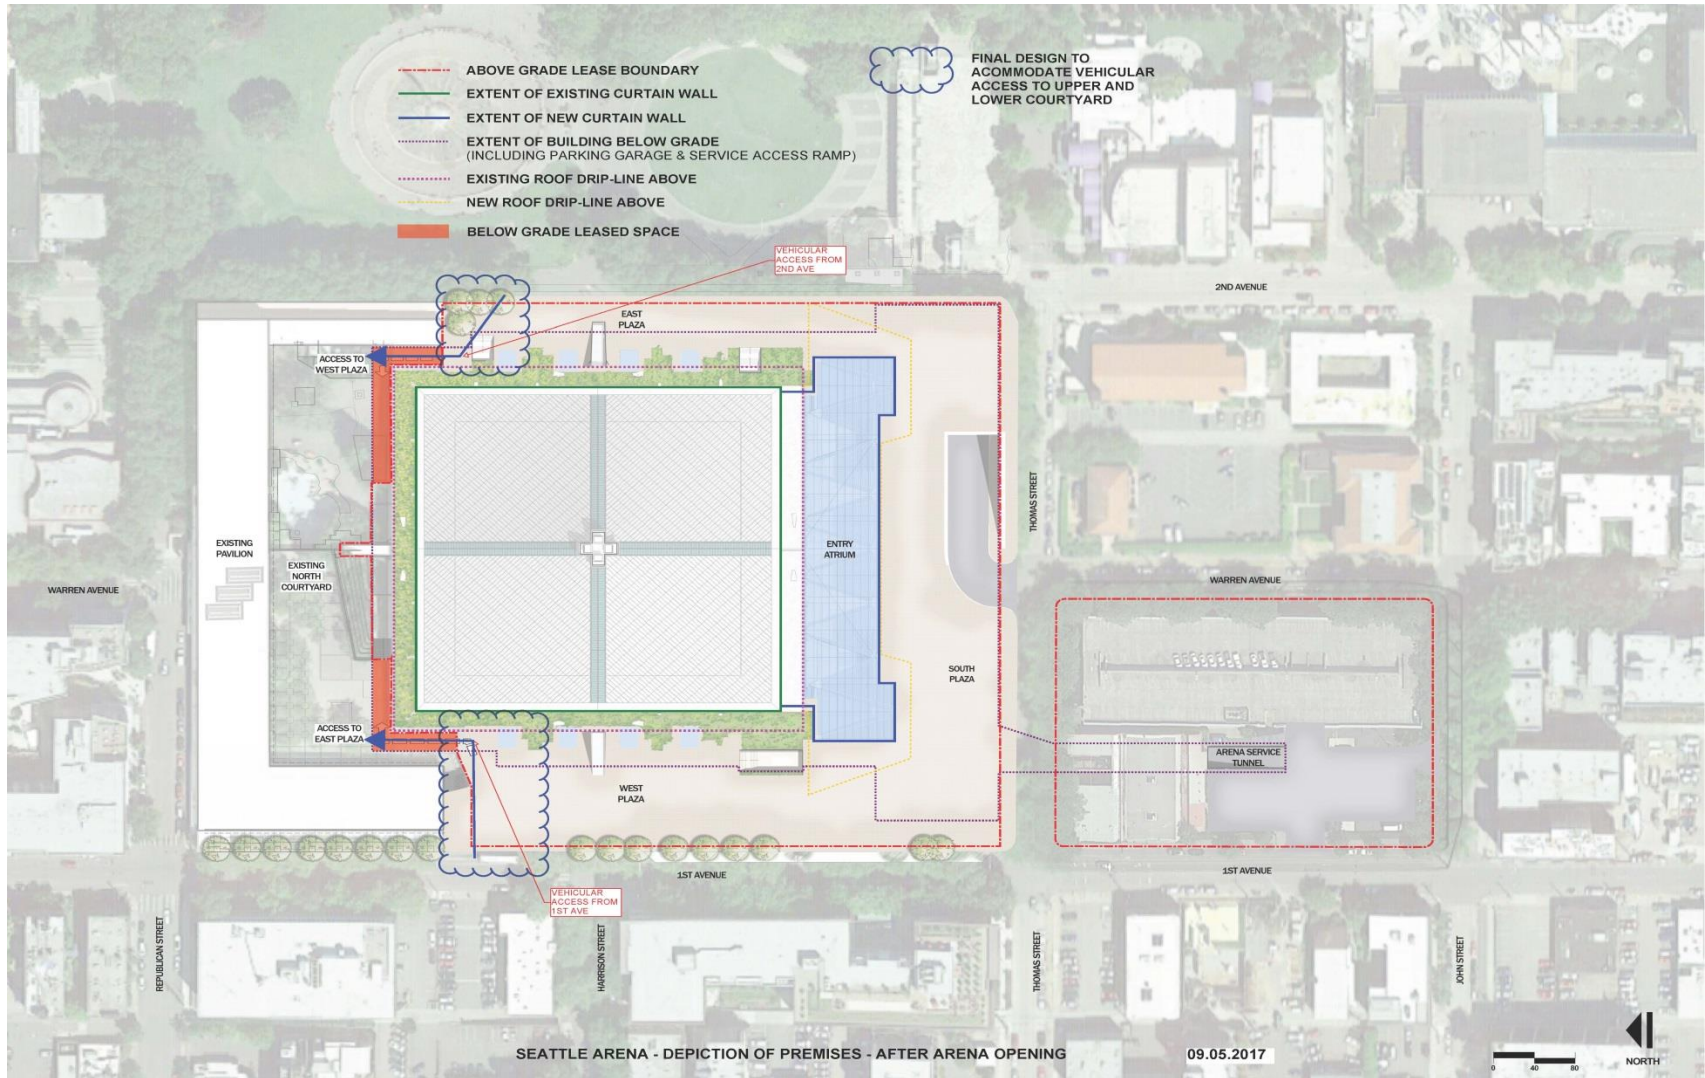 ABOVE GRADE LEASE BOUNDARY
EXTENT OF EXISTING CURTAIN WALL
EXTENT OF NEW CURTAIN WALL
EXTENT OF BUILDING BELOW GRADE
(INCLUDING PARKING GARAGE & SERVICE ACCESS RAMP)
EXISTING ROOF DRIP-LINE ABOVE
NEW ROOF DRIP-LINE ABOVE
BELOW GRADE LEASED SPACE
FINAL DESIGN TO
ACOMMODATE VEHICULAR
ACCESS TO UPPER AND
LOWER COURTYARD
VEHICULAR
ACCESS FROM
2ND AVE
2ND AVENUE
EAST
PLAZA
ACCESS TO
WEST PLAZA
THOMAS STREET
EXISTING
PAVILION
ENTRY
ATRIUM
EXISTING
NORTH
COURTYARD
WARREN AVENUE
WARREN AVENUE
SOUTH
PLAZA
ACCESS TO
EAST PLAZA
ARENA SERVICE
TUNNEL
WEST
PLAZA
1ST AVENUE
1ST AVENUE
VEHICULAR
ACCESS FROM
1ST AVE
REPUBLICAN STREET
HARRISON STREET
THOMAS STREET
JOHN STREET
SEATTLE ARENA - DEPICTION OF PREMISES - AFTER ARENA OPENING
09.05.2017
0 40 80
NORTH